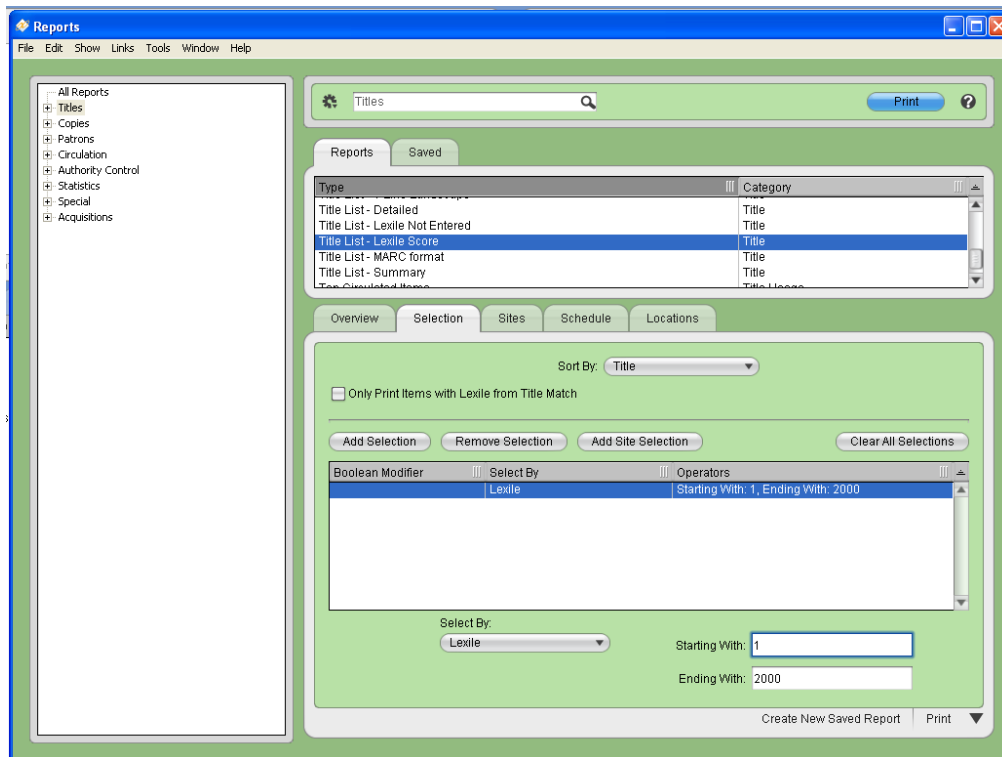 Reports
File Edit Show Links Tools Window Help
All Reports
Titles
Copies
Patrons
Circulation
Authority Control
Statistics
Special
Acquisitions
Titles
Print ?
Reports Saved
Type Category
Title List - Detailed Title
Title List - Lexile Not Entered Title
Title List - Lexile Score Title
Title List - MARC format Title
Title List - Summary Title
Top Circulated Items Title Usage
Overview Selection Sites Schedule Locations
Sort By: Title
Only Print Items with Lexile from Title Match
Add Selection Remove Selection Add Site Selection Clear All Selections
Boolean Modifier Select By Operators
Lexile Starting With: 1, Ending With: 2000
Select By:
Lexile
Starting With: 1
Ending With: 2000
Create New Saved Report Print